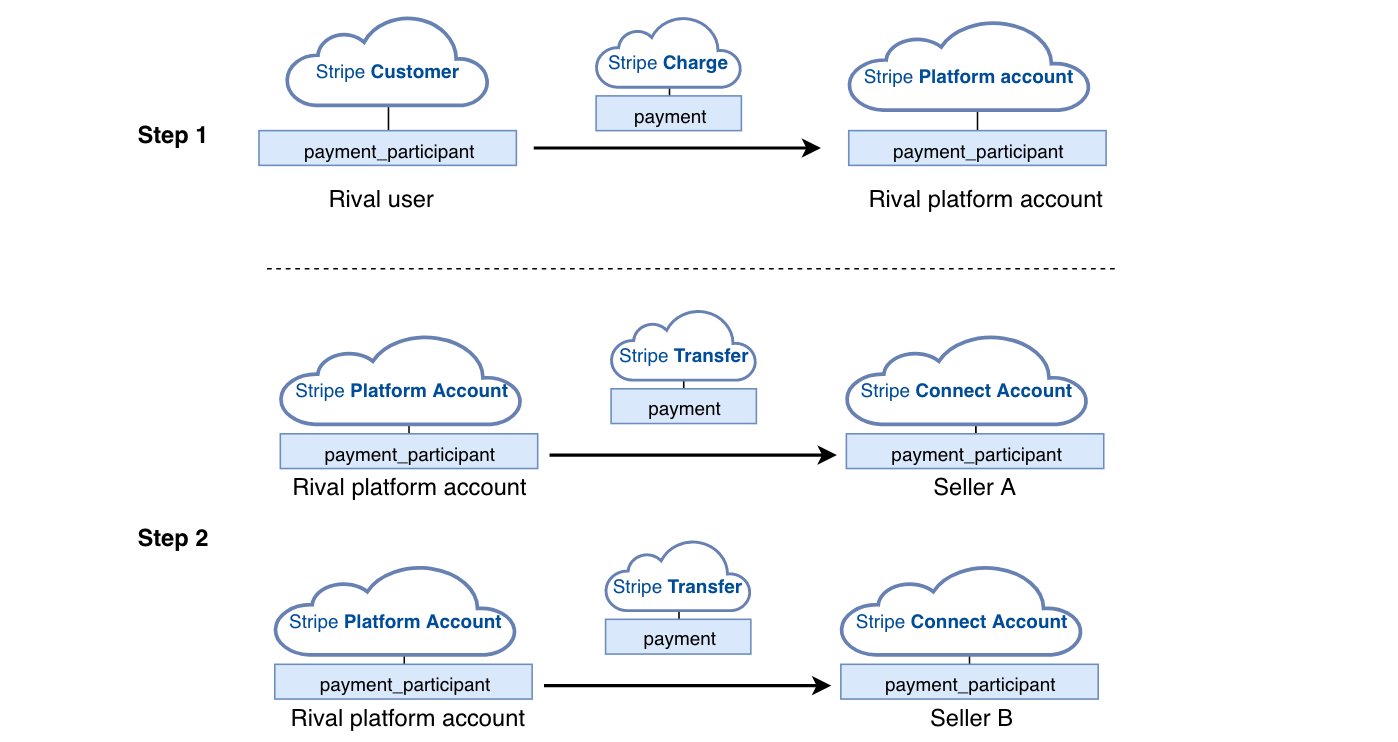 Stripe Customer
Stripe Charge
Stripe Platform account
payment
Step 1
payment_participant
payment_participant
Rival user
Rival platform account
Stripe Transfer
Stripe Platform Account
Stripe Connect Account
payment
payment_participant
payment_participant
Rival platform account
Seller A
Step 2
Stripe Transfer
Stripe Platform Account
Stripe Connect Account
payment
payment_participant
payment_participant
Rival platform account
Seller B